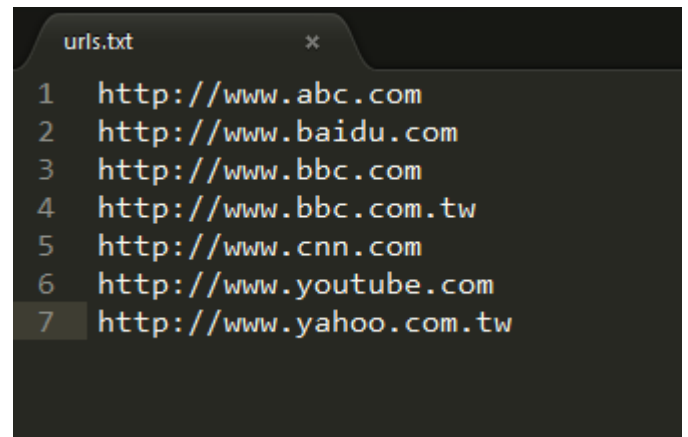 urls.txt ×
1 http://www.abc.com
2 http://www.baidu.com
3 http://www.bbc.com
4 http://www.bbc.com.tw
5 http://www.cnn.com
6 http://www.youtube.com
7 http://www.yahoo.com.tw